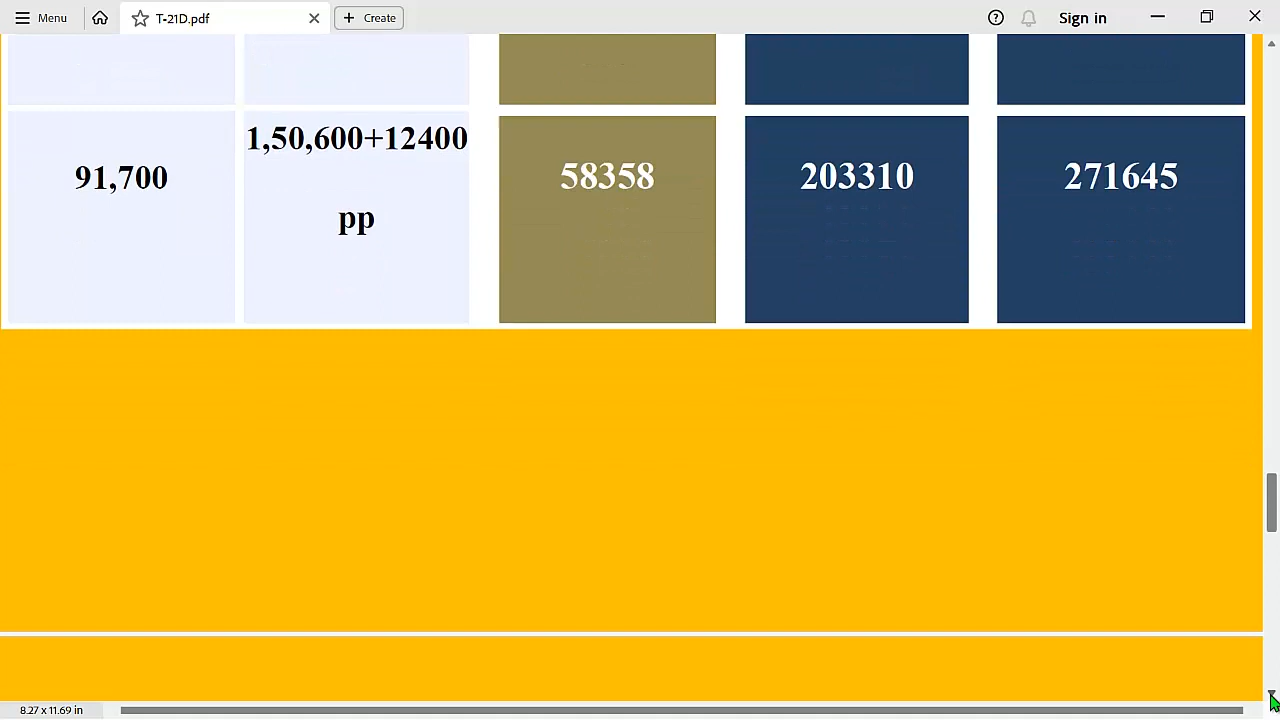 Menu
T-21D.pdf
Create
Sign in
91,700
1,50,600+12400
pp
58358
203310
271645
8.27 x 11.69 in